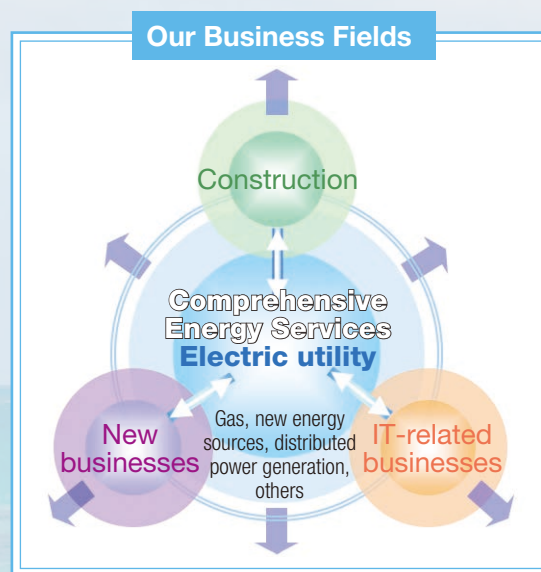 Our Business Fields
Construction
Comprehensive
Energy Services
Electric utility
Gas, new energy
sources, distributed
power generation,
others
New
businesses
IT-related
businesses